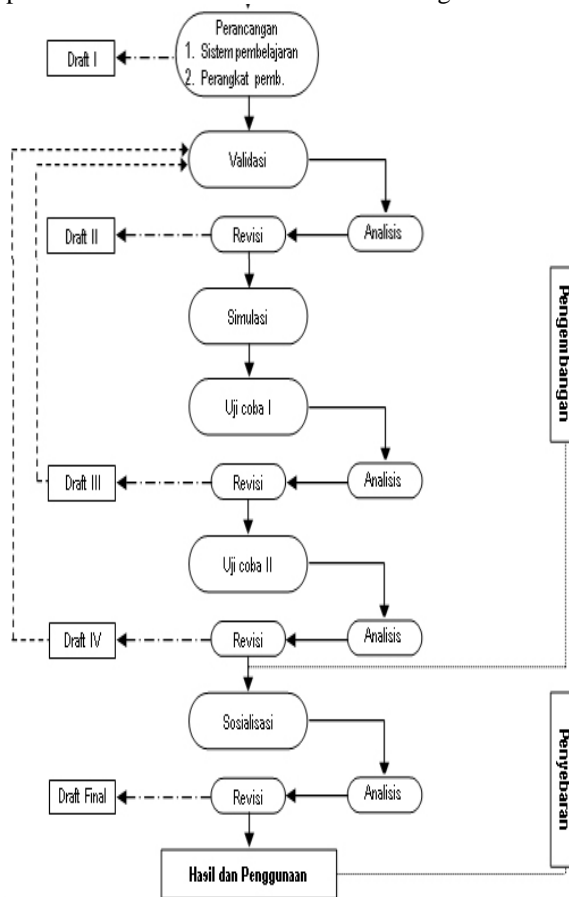 Perancangan
1. Sistem pembelajaran
2. Perangkat pemb.
Draft I
Validasi
Draft II
Revisi
Analisis
Simulasi
Pengembangan
Uji coba I
Draft III
Revisi
Analisis
Uji coba II
Draft IV
Revisi
Analisis
Sosialisasi
Penyebaran
Draft Final
Revisi
Analisis
Hasil dan Penggunaan